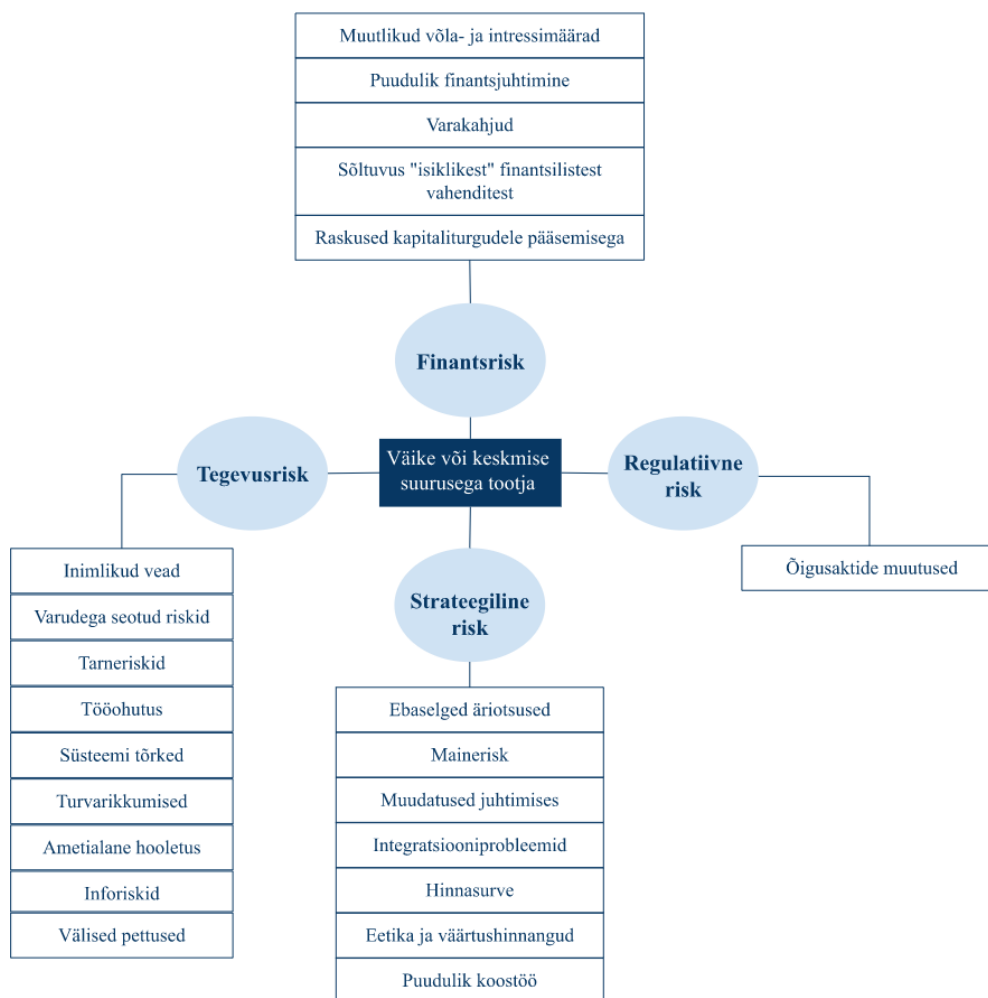 Muutlikud võla- ja intressimäärad
Puudulik finantsjuhtimine
Varakahjud
Sõltuvus "isiklikest" finantsilistest
vahenditest
Raskused kapitaliturgudele pääsemisega
Finantsrisk
Tegevusrisk
Väike või keskmise
suurusega tootja
Regulatiivne
risk
Inimlikud vead
Varudega seotud riskid
Tarneriskid
Tööohutus
Süsteemi tõrked
Turvarikkumised
Ametialane hooletus
Inforiskid
Välised pettused
Strateegiline
risk
Ebaselged äriotsused
Mainerisk
Muudatused juhtimises
Integratsiooniprobleemid
Hinnasurve
Eetika ja väärtushinnangud
Puudulik koostöö
Õigusaktide muutused